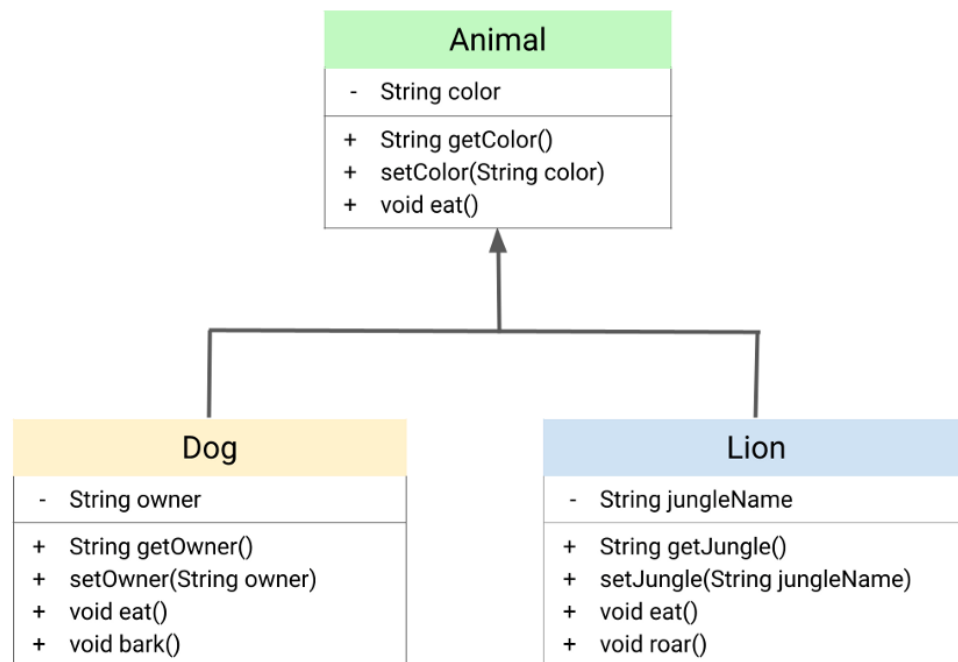 Animal
- String color
+ String getColor()
+ setColor(String color)
+ void eat()
Dog
- String owner
+ String getOwner()
+ setOwner(String owner)
+ void eat()
+ void bark()
Lion
- String jungleName
+ String getJungle()
+ setJungle(String jungleName)
+ void eat()
+ void roar()